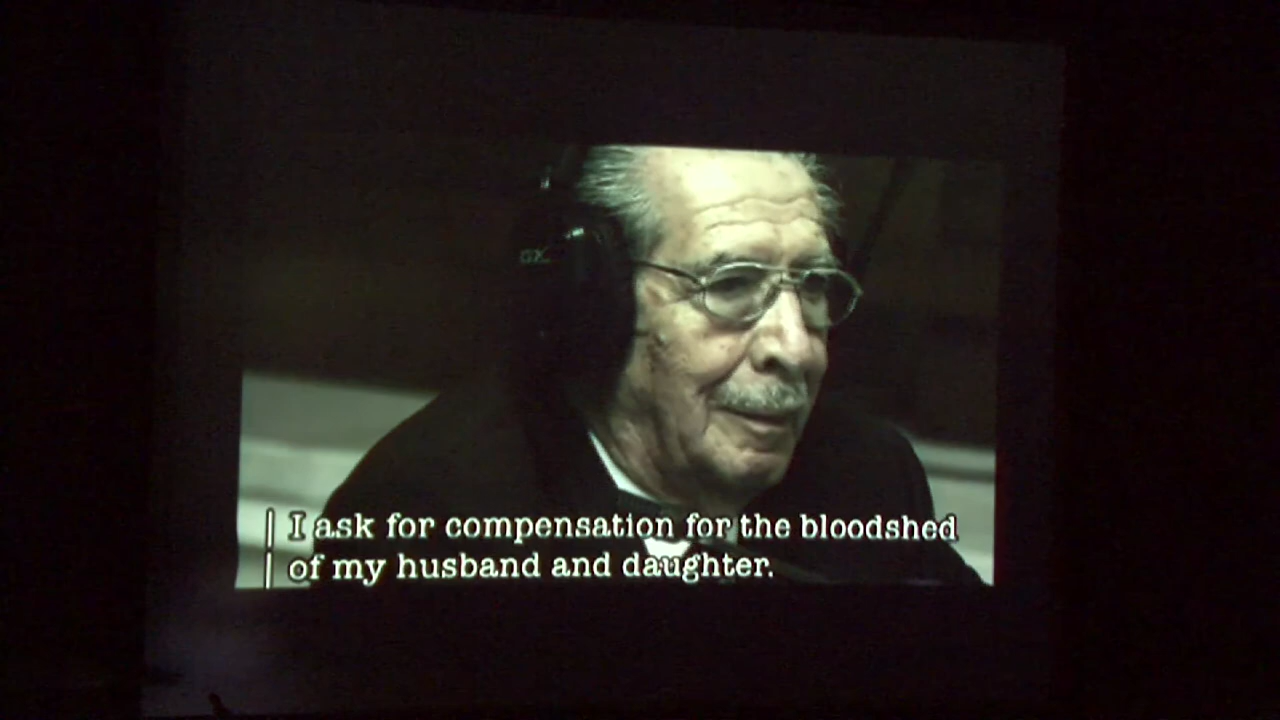 I ask for compensation for the bloodshed
of my husband and daughter.